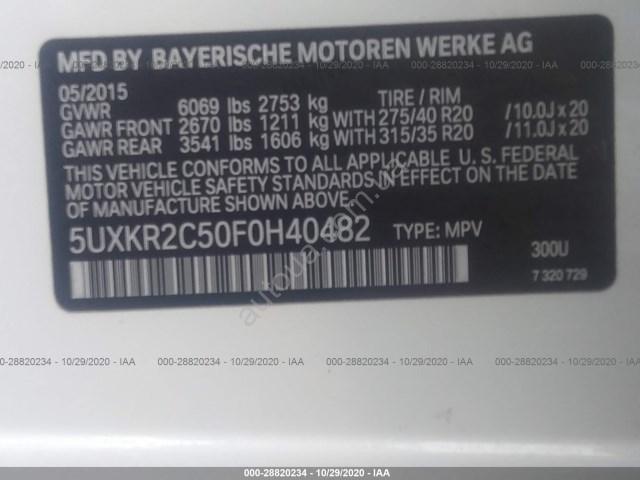 MFD BY BAYERISCHE MOTOREN WERKE AG
05/2015
GVWR 6069 lbs 2753 kg TIRE / RIM
GAWR FRONT 2670 lbs 1211 kg WITH 275/40 R20 /10.0J x 20
GAWR REAR 3541 lbs 1606 kg WITH 315/35 R20 /11.0J x 20
THIS VEHICLE CONFORMS TO ALL APPLICABLE U. S. FEDERAL
MOTOR VEHICLE SAFETY STANDARDS IN EFFECT ON THE DATE
OF MANUFACTURE SHOWN ABOVE.
5UXKR2C50F0H40482 TYPE: MPV
300U
7 320 729
autoua.com.ua
000-28820234 - 10/29/2020 - IAA